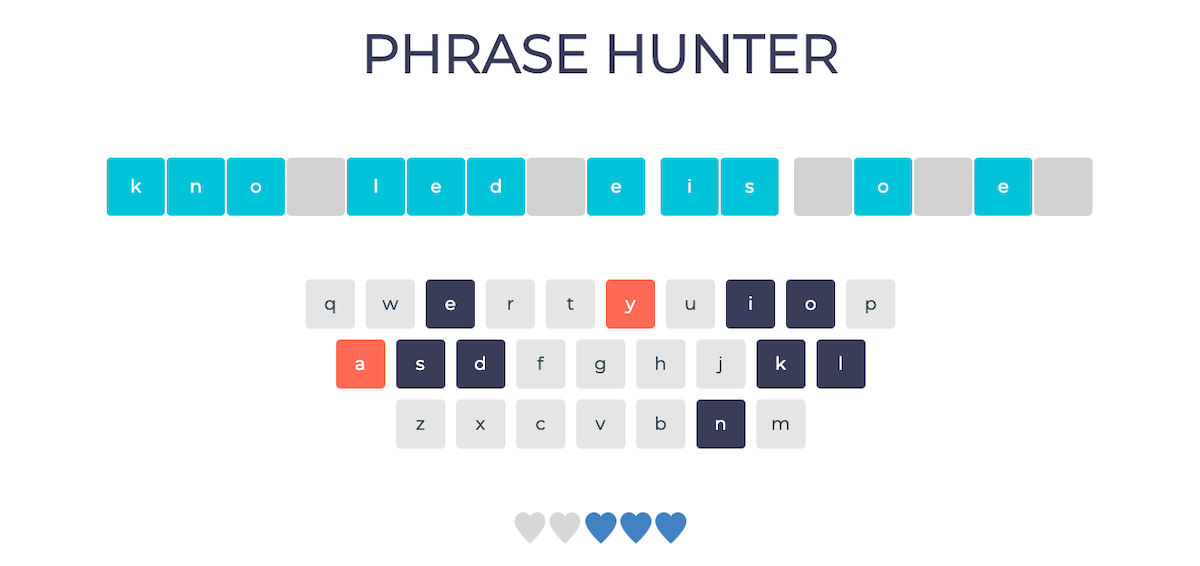 PHRASE HUNTER
k n o l e d e i s o e
q w e r t y u i o p
a s d f g h j k l
z x c v b n m